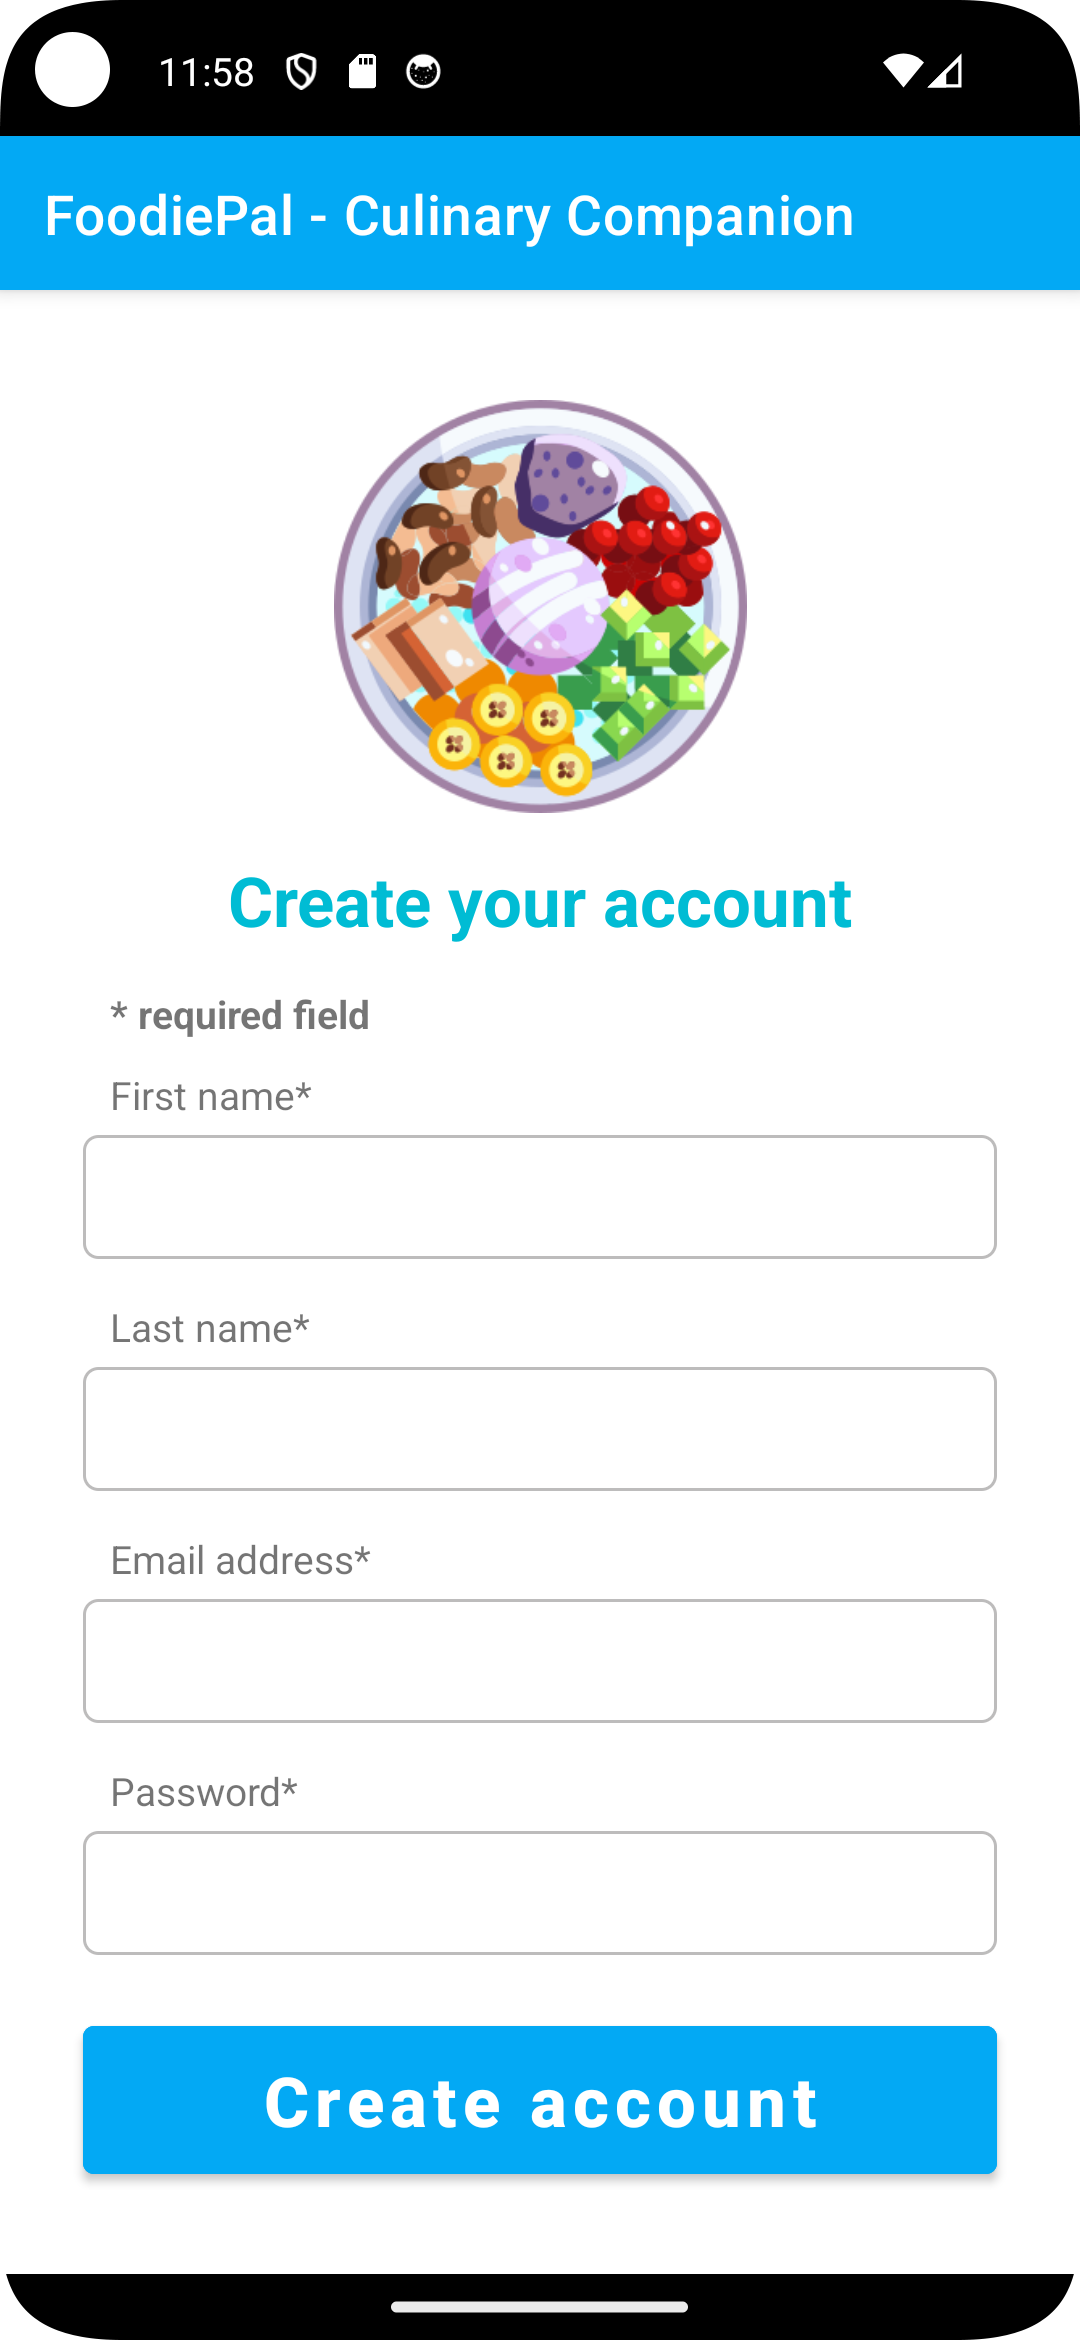 11:58
FoodiePal - Culinary Companion
Create your account
* required field
First name*
Last name*
Email address*
Password*
Create account